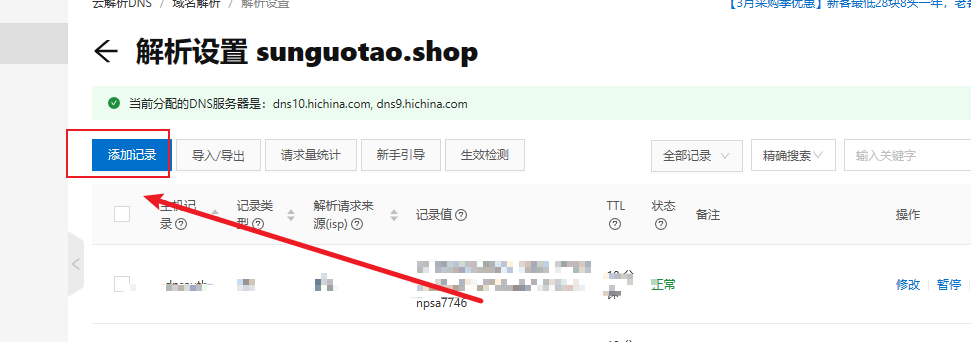 云解析DNS / 域名解析 / 解析设置
【3月采购季优惠】新客最低28块8买一年，老客
← 解析设置 sunguotao.shop
当前分配的DNS服务器是：dns10.hichina.com, dns9.hichina.com
添加记录 导入/导出 请求量统计 新手引导 生效检测 全部记录 精确搜索 输入关键字
主机记录 记录类型 解析请求来源(isp) 记录值 TTL 状态 备注 操作
npsa7746
正常 修改 暂停